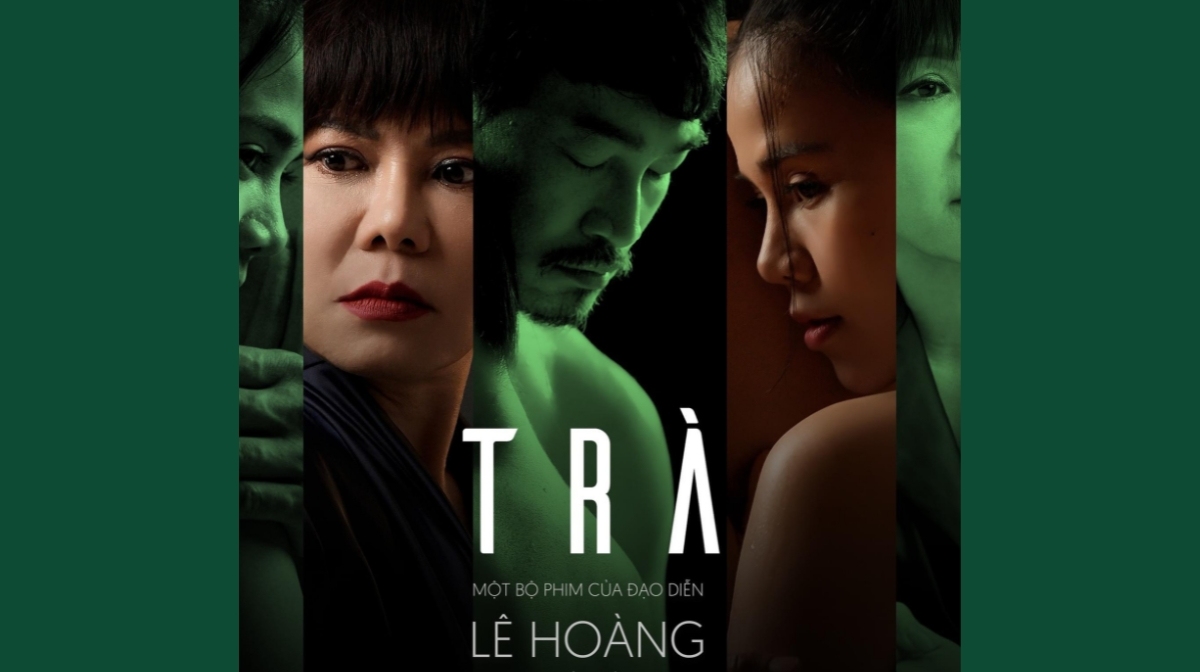 TRÀ
MỘT BỘ PHIM CỦA ĐẠO DIỄN
LÊ HOÀNG